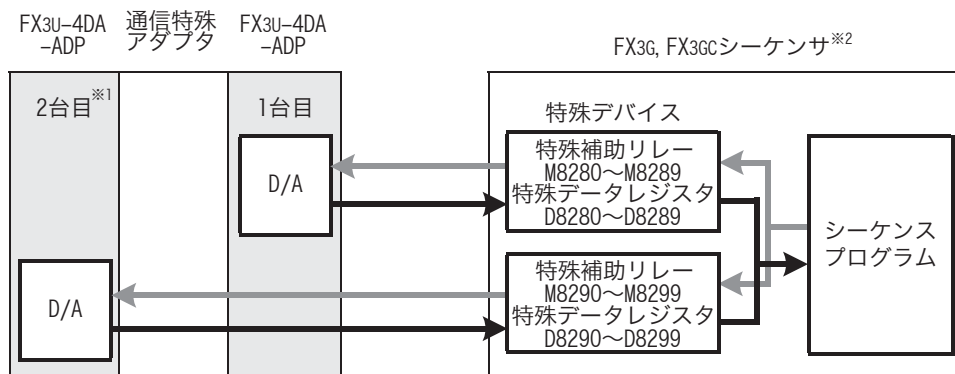 FX3U-4DA
-ADP
通信特殊
アダプタ
FX3U-4DA
-ADP
FX3G, FX3GCシーケンサ※2
2台目※1
1台目
特殊デバイス
D/A
特殊補助リレー
M8280～M8289
特殊データレジスタ
D8280～D8289
シーケンス
プログラム
D/A
特殊補助リレー
M8290～M8299
特殊データレジスタ
D8290～D8299